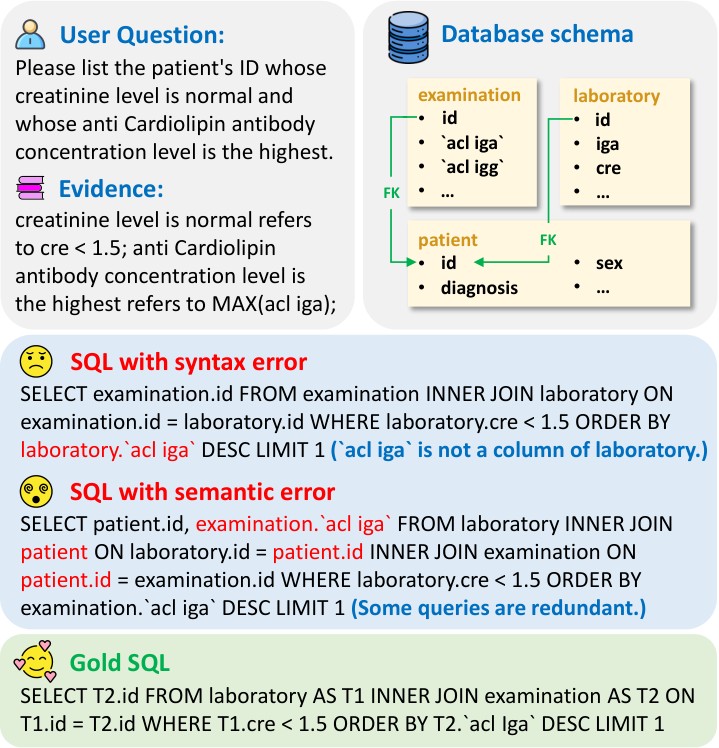 User Question:
Please list the patient's ID whose
creatinine level is normal and
whose anti Cardiolipin antibody
concentration level is the highest.
Evidence:
creatinine level is normal refers
to cre < 1.5; anti Cardiolipin
antibody concentration level is
the highest refers to MAX(acl iga);
Database schema
examination
• id
• `acl iga`
• `acl igg`
• ...
laboratory
• id
• iga
• cre
• ...
FK
FK
patient
• id
• diagnosis
• sex
• ...
SQL with syntax error
SELECT examination.id FROM examination INNER JOIN laboratory ON
examination.id = laboratory.id WHERE laboratory.cre < 1.5 ORDER BY
laboratory.`acl iga` DESC LIMIT 1 (`acl iga` is not a column of laboratory.)
SQL with semantic error
SELECT patient.id, examination.`acl iga` FROM laboratory INNER JOIN
patient ON laboratory.id = patient.id INNER JOIN examination ON
patient.id = examination.id WHERE laboratory.cre < 1.5 ORDER BY
examination.`acl iga` DESC LIMIT 1 (Some queries are redundant.)
Gold SQL
SELECT T2.id FROM laboratory AS T1 INNER JOIN examination AS T2 ON
T1.id = T2.id WHERE T1.cre < 1.5 ORDER BY T2.`acl Iga` DESC LIMIT 1